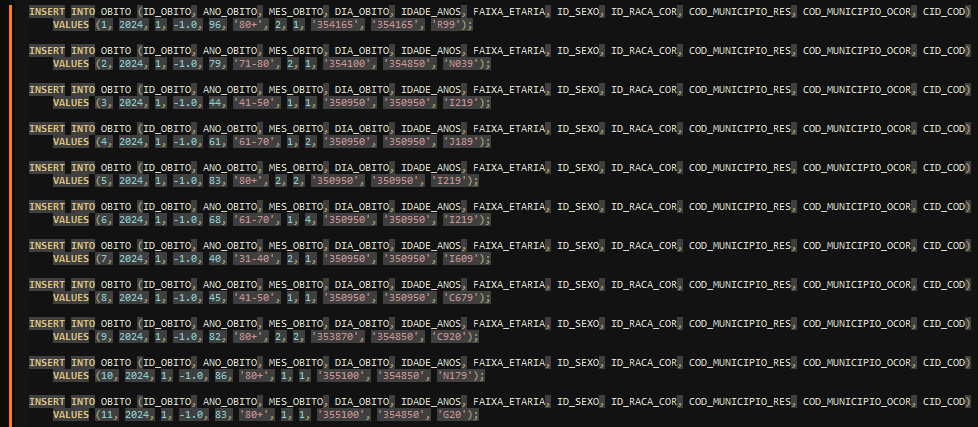 INSERT INTO OBITO (ID_OBITO, ANO_OBITO, MES_OBITO, DIA_OBITO, IDADE_ANOS, FAIXA_ETARIA, ID_SEXO, ID_RACA_COR, COD_MUNICIPIO_RES, COD_MUNICIPIO_OCOR, CID_COD)
VALUES (1, 2024, 1, -1.0, 96, '80+', 2, 1, '354165', '354165', 'R99');
INSERT INTO OBITO (ID_OBITO, ANO_OBITO, MES_OBITO, DIA_OBITO, IDADE_ANOS, FAIXA_ETARIA, ID_SEXO, ID_RACA_COR, COD_MUNICIPIO_RES, COD_MUNICIPIO_OCOR, CID_COD)
VALUES (2, 2024, 1, -1.0, 79, '71-80', 2, 1, '354100', '354850', 'N039');
INSERT INTO OBITO (ID_OBITO, ANO_OBITO, MES_OBITO, DIA_OBITO, IDADE_ANOS, FAIXA_ETARIA, ID_SEXO, ID_RACA_COR, COD_MUNICIPIO_RES, COD_MUNICIPIO_OCOR, CID_COD)
VALUES (3, 2024, 1, -1.0, 44, '41-50', 1, 1, '350950', '350950', 'I219');
INSERT INTO OBITO (ID_OBITO, ANO_OBITO, MES_OBITO, DIA_OBITO, IDADE_ANOS, FAIXA_ETARIA, ID_SEXO, ID_RACA_COR, COD_MUNICIPIO_RES, COD_MUNICIPIO_OCOR, CID_COD)
VALUES (4, 2024, 1, -1.0, 61, '61-70', 1, 2, '350950', '350950', 'J189');
INSERT INTO OBITO (ID_OBITO, ANO_OBITO, MES_OBITO, DIA_OBITO, IDADE_ANOS, FAIXA_ETARIA, ID_SEXO, ID_RACA_COR, COD_MUNICIPIO_RES, COD_MUNICIPIO_OCOR, CID_COD)
VALUES (5, 2024, 1, -1.0, 83, '80+', 2, 2, '350950', '350950', 'I219');
INSERT INTO OBITO (ID_OBITO, ANO_OBITO, MES_OBITO, DIA_OBITO, IDADE_ANOS, FAIXA_ETARIA, ID_SEXO, ID_RACA_COR, COD_MUNICIPIO_RES, COD_MUNICIPIO_OCOR, CID_COD)
VALUES (6, 2024, 1, -1.0, 68, '61-70', 1, 4, '350950', '350950', 'I219');
INSERT INTO OBITO (ID_OBITO, ANO_OBITO, MES_OBITO, DIA_OBITO, IDADE_ANOS, FAIXA_ETARIA, ID_SEXO, ID_RACA_COR, COD_MUNICIPIO_RES, COD_MUNICIPIO_OCOR, CID_COD)
VALUES (7, 2024, 1, -1.0, 40, '31-40', 2, 1, '350950', '350950', 'I609');
INSERT INTO OBITO (ID_OBITO, ANO_OBITO, MES_OBITO, DIA_OBITO, IDADE_ANOS, FAIXA_ETARIA, ID_SEXO, ID_RACA_COR, COD_MUNICIPIO_RES, COD_MUNICIPIO_OCOR, CID_COD)
VALUES (8, 2024, 1, -1.0, 45, '41-50', 1, 1, '350950', '350950', 'C679');
INSERT INTO OBITO (ID_OBITO, ANO_OBITO, MES_OBITO, DIA_OBITO, IDADE_ANOS, FAIXA_ETARIA, ID_SEXO, ID_RACA_COR, COD_MUNICIPIO_RES, COD_MUNICIPIO_OCOR, CID_COD)
VALUES (9, 2024, 1, -1.0, 82, '80+', 2, 2, '353870', '354850', 'C920');
INSERT INTO OBITO (ID_OBITO, ANO_OBITO, MES_OBITO, DIA_OBITO, IDADE_ANOS, FAIXA_ETARIA, ID_SEXO, ID_RACA_COR, COD_MUNICIPIO_RES, COD_MUNICIPIO_OCOR, CID_COD)
VALUES (10, 2024, 1, -1.0, 86, '80+', 1, 1, '355100', '354850', 'N179');
INSERT INTO OBITO (ID_OBITO, ANO_OBITO, MES_OBITO, DIA_OBITO, IDADE_ANOS, FAIXA_ETARIA, ID_SEXO, ID_RACA_COR, COD_MUNICIPIO_RES, COD_MUNICIPIO_OCOR, CID_COD)
VALUES (11, 2024, 1, -1.0, 83, '80+', 1, 1, '355100', '354850', 'G20');